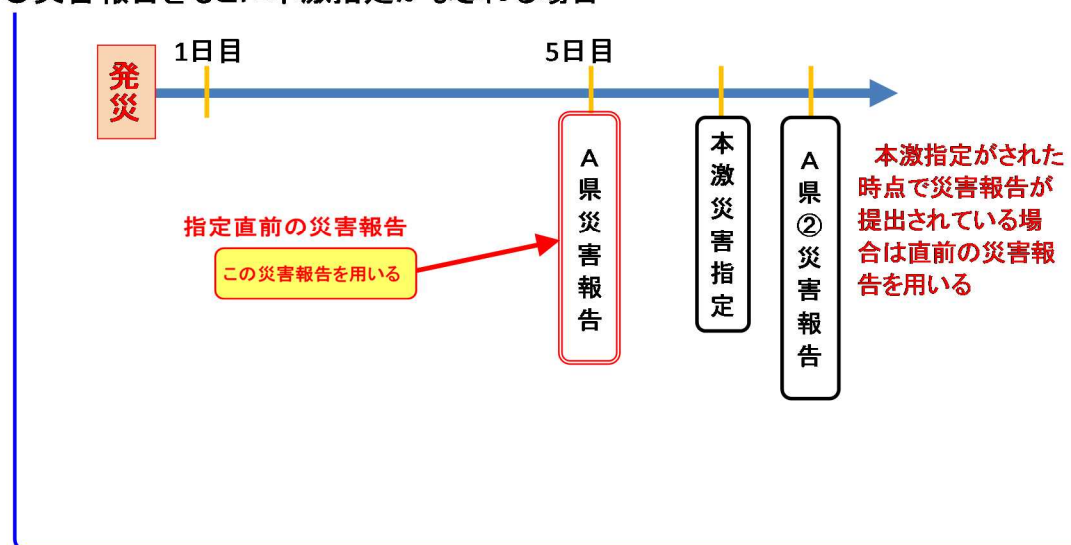 1日目
5日目
発災
A県災害報告
本激災害指定
A県②災害報告
指定直前の災害報告
この災害報告を用いる
本激指定がされた
時点で災害報告が
提出されている場
合は直前の災害報
告を用いる